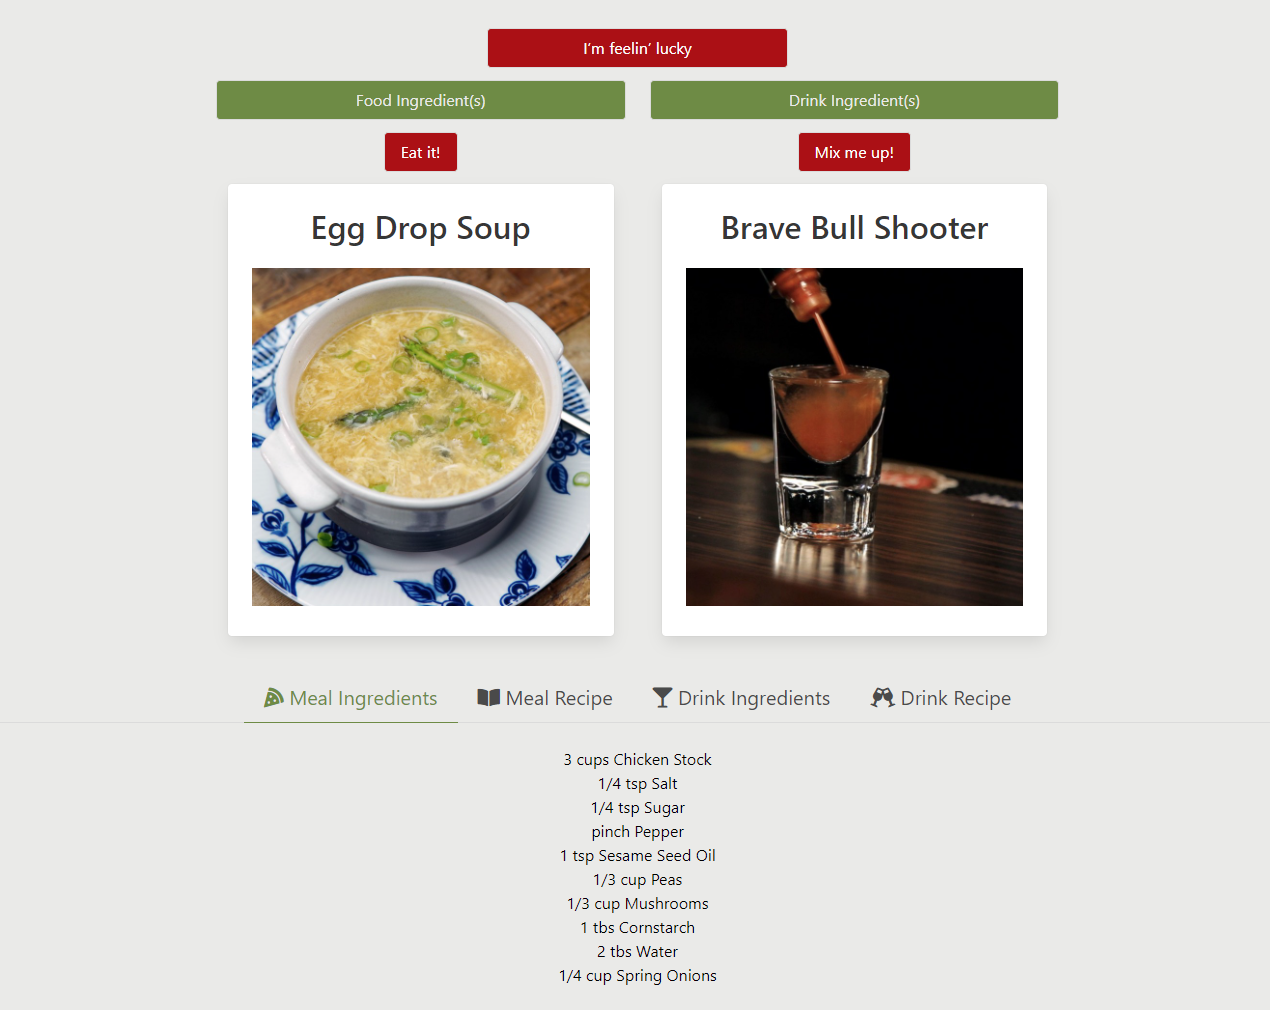 I'm feelin' lucky
Food Ingredient(s)
Drink Ingredient(s)
Eat it!
Mix me up!
Egg Drop Soup
Brave Bull Shooter
Meal Ingredients
Meal Recipe
Drink Ingredients
Drink Recipe
3 cups Chicken Stock
1/4 tsp Salt
1/4 tsp Sugar
pinch Pepper
1 tsp Sesame Seed Oil
1/3 cup Peas
1/3 cup Mushrooms
1 tbs Cornstarch
2 tbs Water
1/4 cup Spring Onions